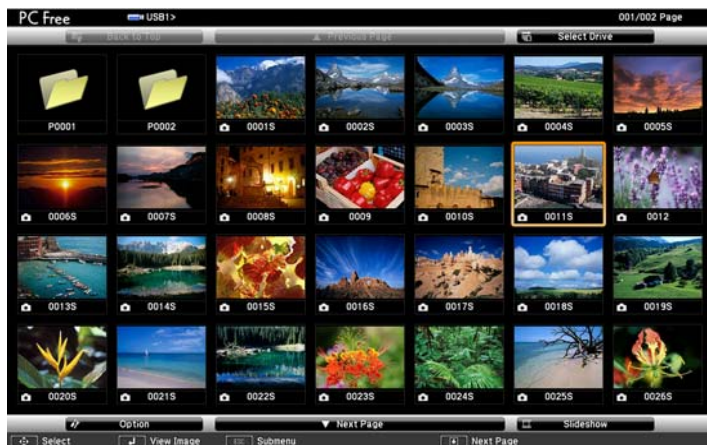 PC Free USB1> 001/002 Page
Back to Top Previous Page Select Drive
P0001 P0002 0001S 0002S 0003S 0004S 0005S
0006S 0007S 0008S 0009 0010S 0011S 0012
0013S 0014S 0015S 0016S 0017S 0018S 0019S
0020S 0021S 0022S 0023S 0024S 0025S 0026S
Option Next Page Slideshow
Select View Image Esc Submenu Next Page